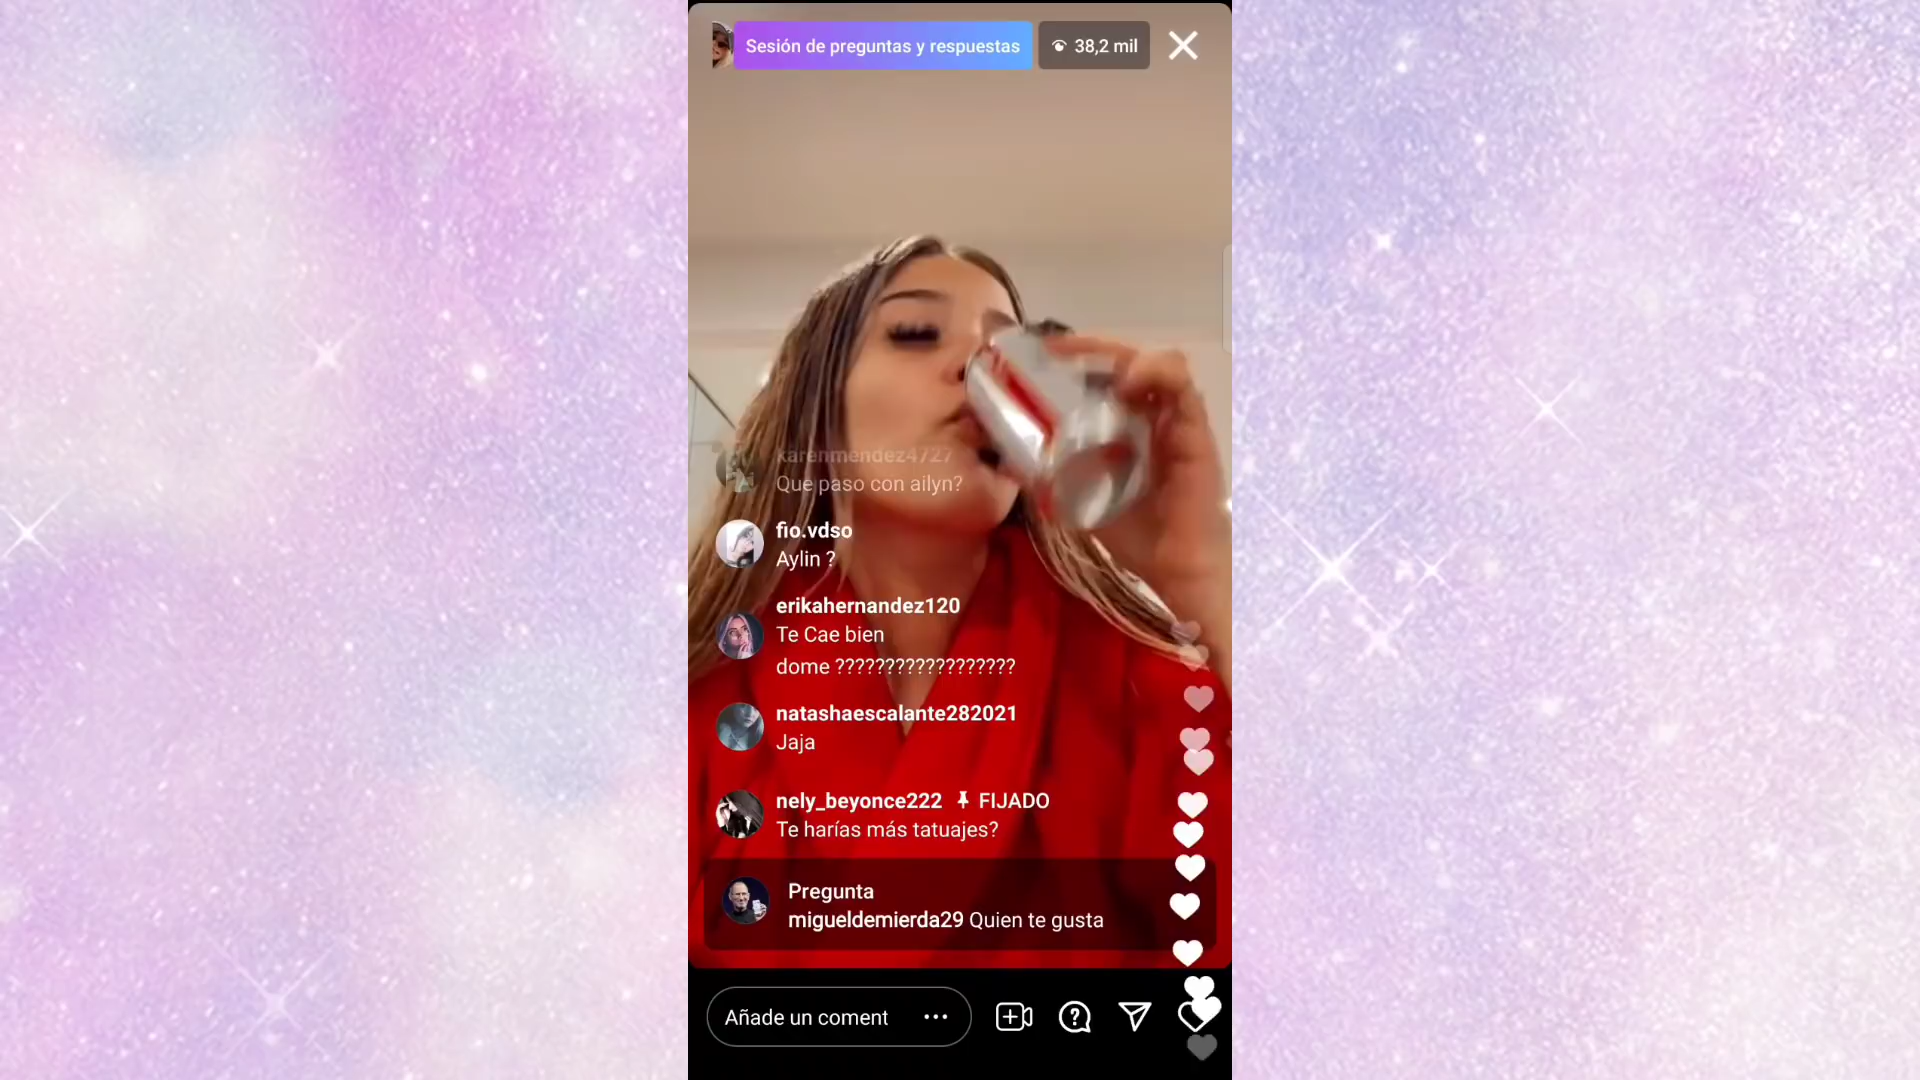 Sesión de preguntas y respuestas
38,2 mil
karenmendez4727
Que paso con ailyn?
fio.vdso
Aylin ?
erikahernandez120
Te Cae bien
dome ??????????????????
natashaescalante282021
Jaja
nely_beyonce222 FIJADO
Te harías más tatuajes?
Pregunta
migueldemierda29 Quien te gusta
Añade un coment